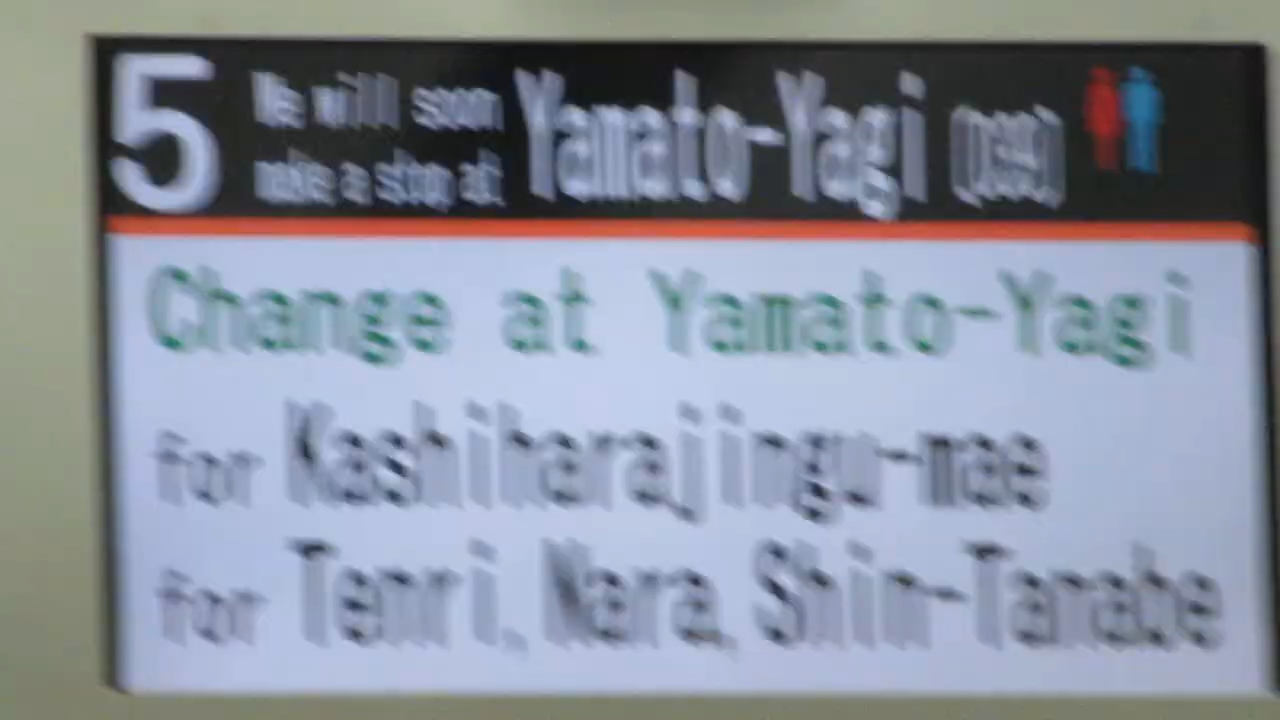 5 We will soon make a stop at Yamato-Yagi (D39)
Change at Yamato-Yagi
for Kashiharajingu-mae
for Tenri, Nara, Shin-Tanabe